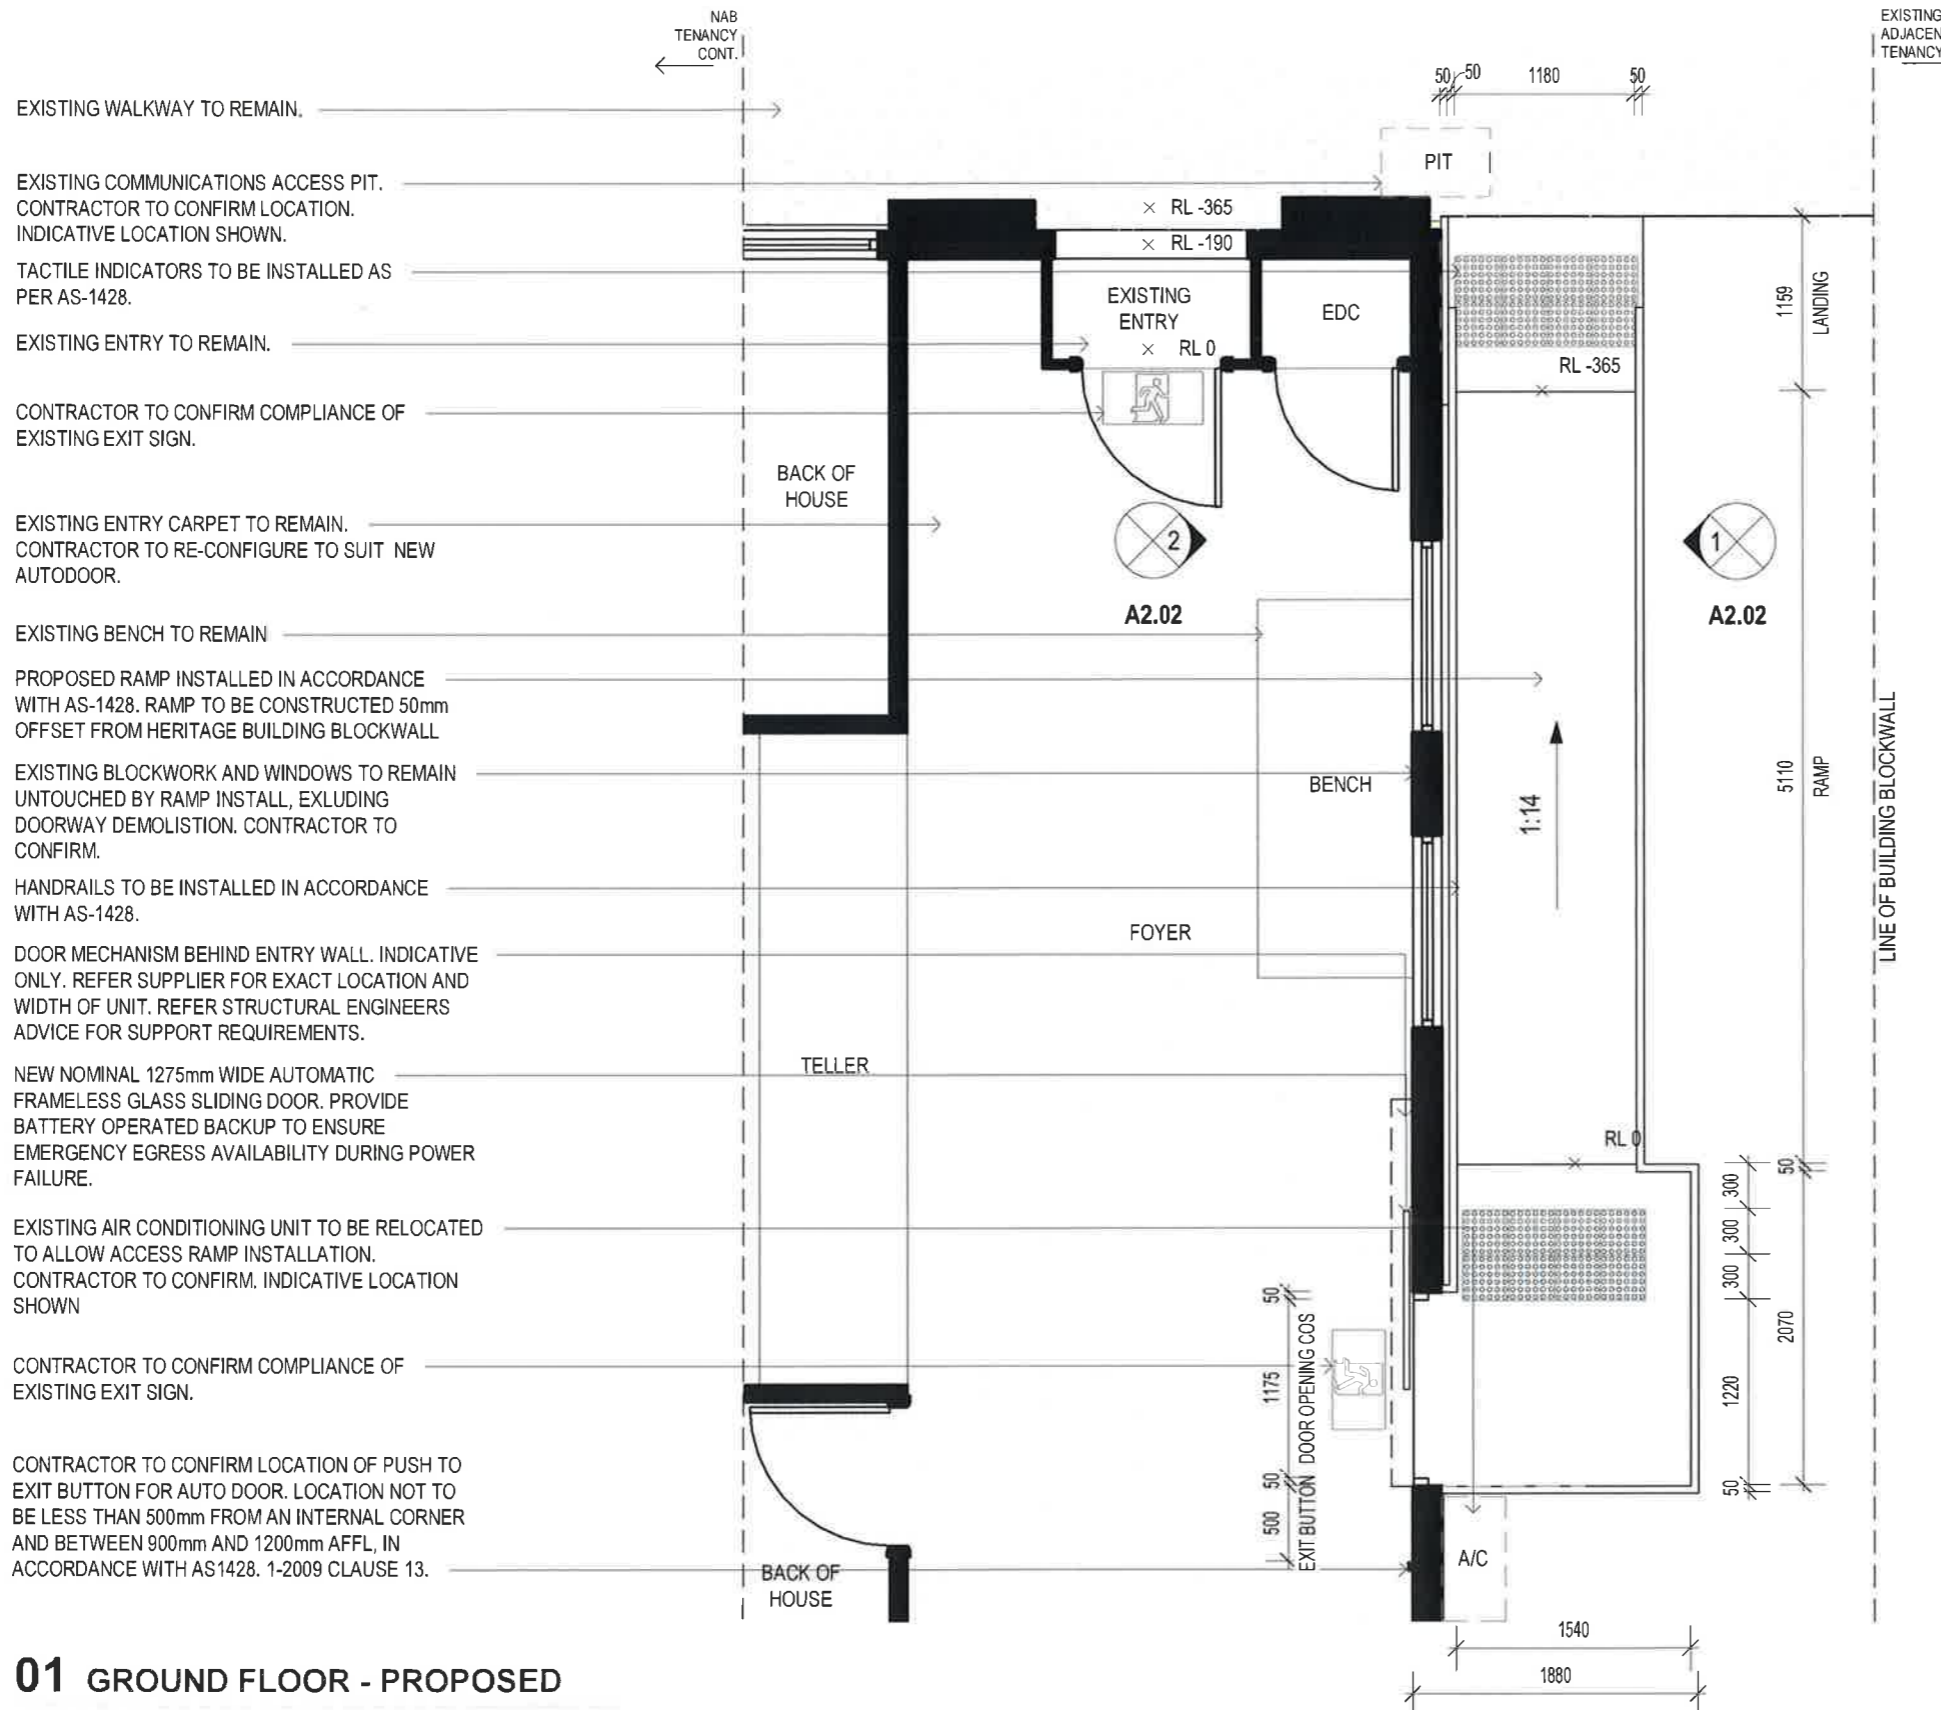 NAB
TENANCY
CONT.
EXISTING
ADJACEN
TENANCY
EXISTING WALKWAY TO REMAIN.
EXISTING COMMUNICATIONS ACCESS PIT.
CONTRACTOR TO CONFIRM LOCATION.
INDICATIVE LOCATION SHOWN.
TACTILE INDICATORS TO BE INSTALLED AS
PER AS-1428.
EXISTING ENTRY TO REMAIN.
CONTRACTOR TO CONFIRM COMPLIANCE OF
EXISTING EXIT SIGN.
EXISTING ENTRY CARPET TO REMAIN.
CONTRACTOR TO RE-CONFIGURE TO SUIT NEW
AUTODOOR.
EXISTING BENCH TO REMAIN
PROPOSED RAMP INSTALLED IN ACCORDANCE
WITH AS-1428. RAMP TO BE CONSTRUCTED 50mm
OFFSET FROM HERITAGE BUILDING BLOCKWALL
EXISTING BLOCKWORK AND WINDOWS TO REMAIN
UNTOUCHED BY RAMP INSTALL, EXLUDING
DOORWAY DEMOLISTION. CONTRACTOR TO
CONFIRM.
HANDRAILS TO BE INSTALLED IN ACCORDANCE
WITH AS-1428.
DOOR MECHANISM BEHIND ENTRY WALL. INDICATIVE
ONLY. REFER SUPPLIER FOR EXACT LOCATION AND
WIDTH OF UNIT. REFER STRUCTURAL ENGINEERS
ADVICE FOR SUPPORT REQUIREMENTS.
NEW NOMINAL 1275mm WIDE AUTOMATIC
FRAMELESS GLASS SLIDING DOOR. PROVIDE
BATTERY OPERATED BACKUP TO ENSURE
EMERGENCY EGRESS AVAILABILITY DURING POWER
FAILURE.
EXISTING AIR CONDITIONING UNIT TO BE RELOCATED
TO ALLOW ACCESS RAMP INSTALLATION.
CONTRACTOR TO CONFIRM. INDICATIVE LOCATION
SHOWN
CONTRACTOR TO CONFIRM COMPLIANCE OF
EXISTING EXIT SIGN.
CONTRACTOR TO CONFIRM LOCATION OF PUSH TO
EXIT BUTTON FOR AUTO DOOR. LOCATION NOT TO
BE LESS THAN 500mm FROM AN INTERNAL CORNER
AND BETWEEN 900mm AND 1200mm AFFL, IN
ACCORDANCE WITH AS1428. 1-2009 CLAUSE 13.
50 50 1180 50
PIT
RL -365
RL -190
EXISTING
ENTRY
RL 0
EDC
1159
LANDING
RL -365
BACK OF
HOUSE
2
A2.02
1
A2.02
BENCH
1:14
5110
RAMP
LINE OF BUILDING BLOCKWALL
FOYER
TELLER
RL 0
300
300
300
1220
50
50
2070
50
1175
50
500
DOOR OPENING COS
EXIT BUTTON
BACK OF
HOUSE
A/C
1540
1880
01 GROUND FLOOR - PROPOSED